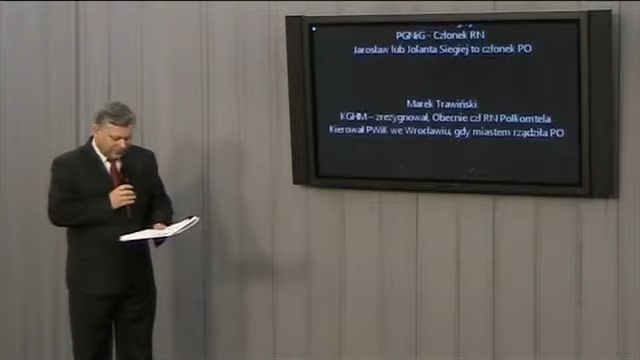 PGNiG - Członek RN
Jarosław lub Jolanta Siegiej to członek PO
Marek Trawiński
KGHM – zrezygnował, Obecnie czł RN Polkomtela
Kierował PWiK we Wrocławiu, gdy miastem rządziła PO